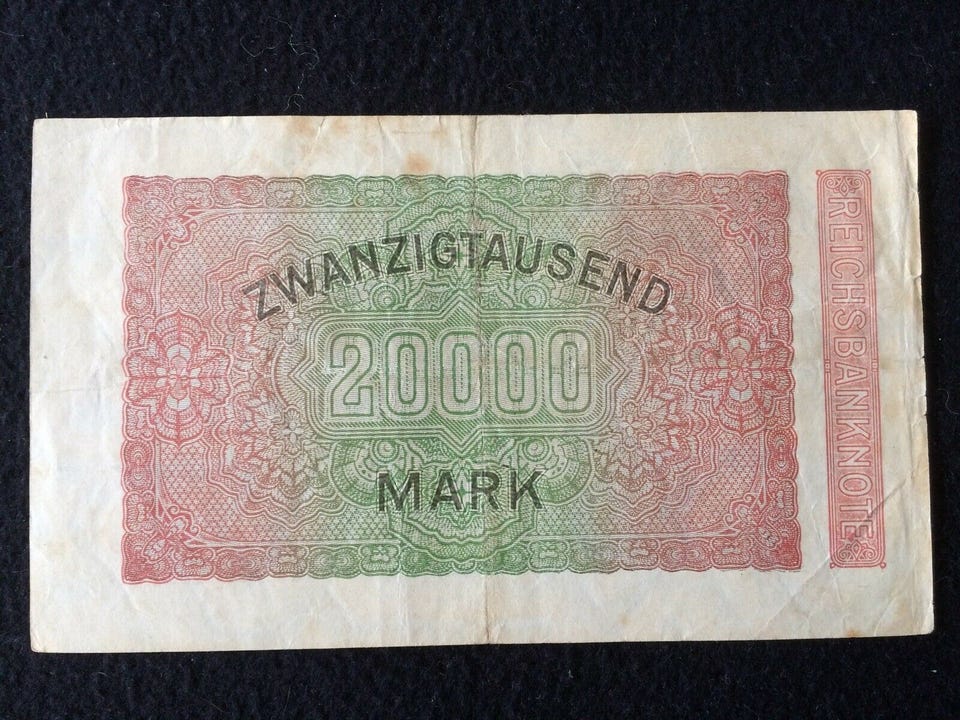 ZWANZIGTAUSEND
20000
MARK
REICHSBANKNOTE